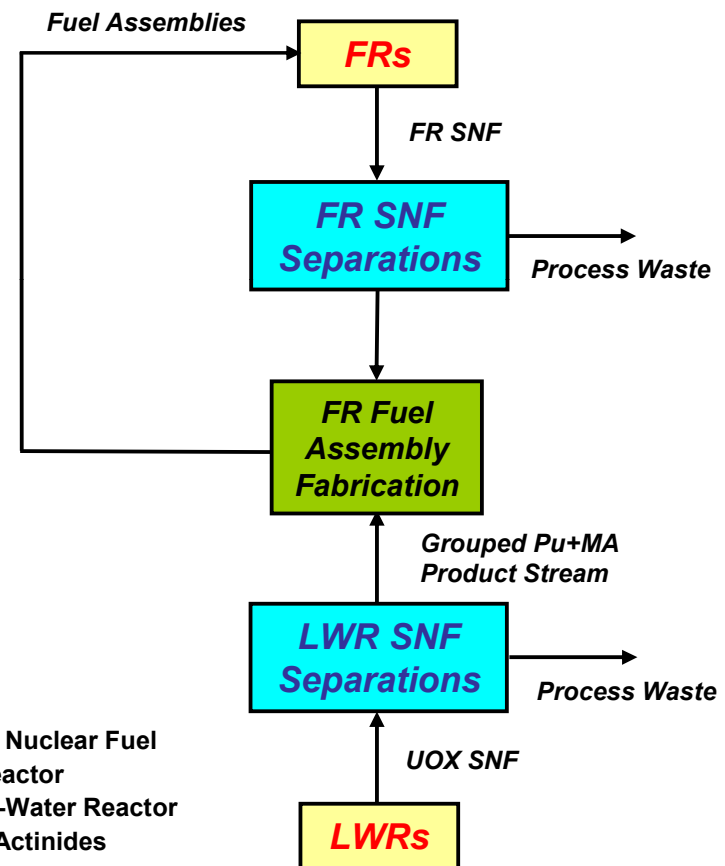 Fuel Assemblies
FRs
FR SNF
FR SNF
Separations
Process Waste
FR Fuel
Assembly
Fabrication
Grouped Pu+MA
Product Stream
LWR SNF
Separations
Process Waste
UOX SNF
Nuclear Fuel
-Water Reactor
Actinides
LWRs